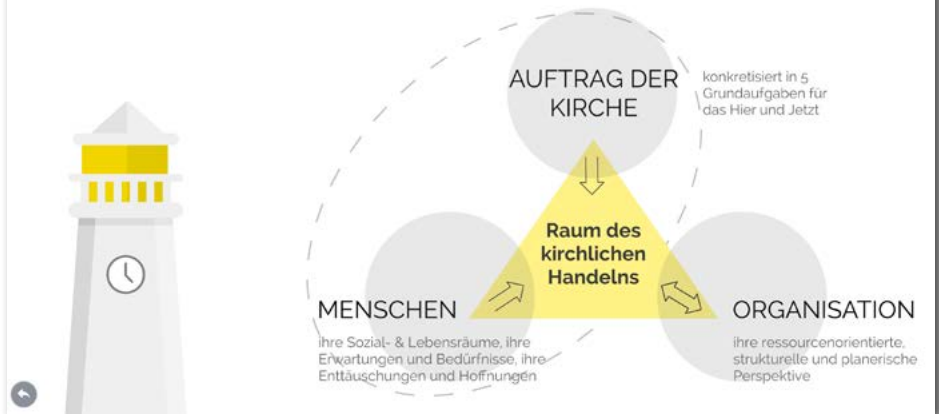 AUFTRAG DER
KIRCHE
konkretisiert in 5
Grundaufgaben für
das Hier und Jetzt
Raum des
kirchlichen
Handelns
MENSCHEN
ihre Sozial- & Lebensräume, ihre
Erwartungen und Bedürfnisse, ihre
Enttäuschungen und Hoffnungen
ORGANISATION
ihre ressourcenorientierte,
strukturelle und planerische
Perspektive